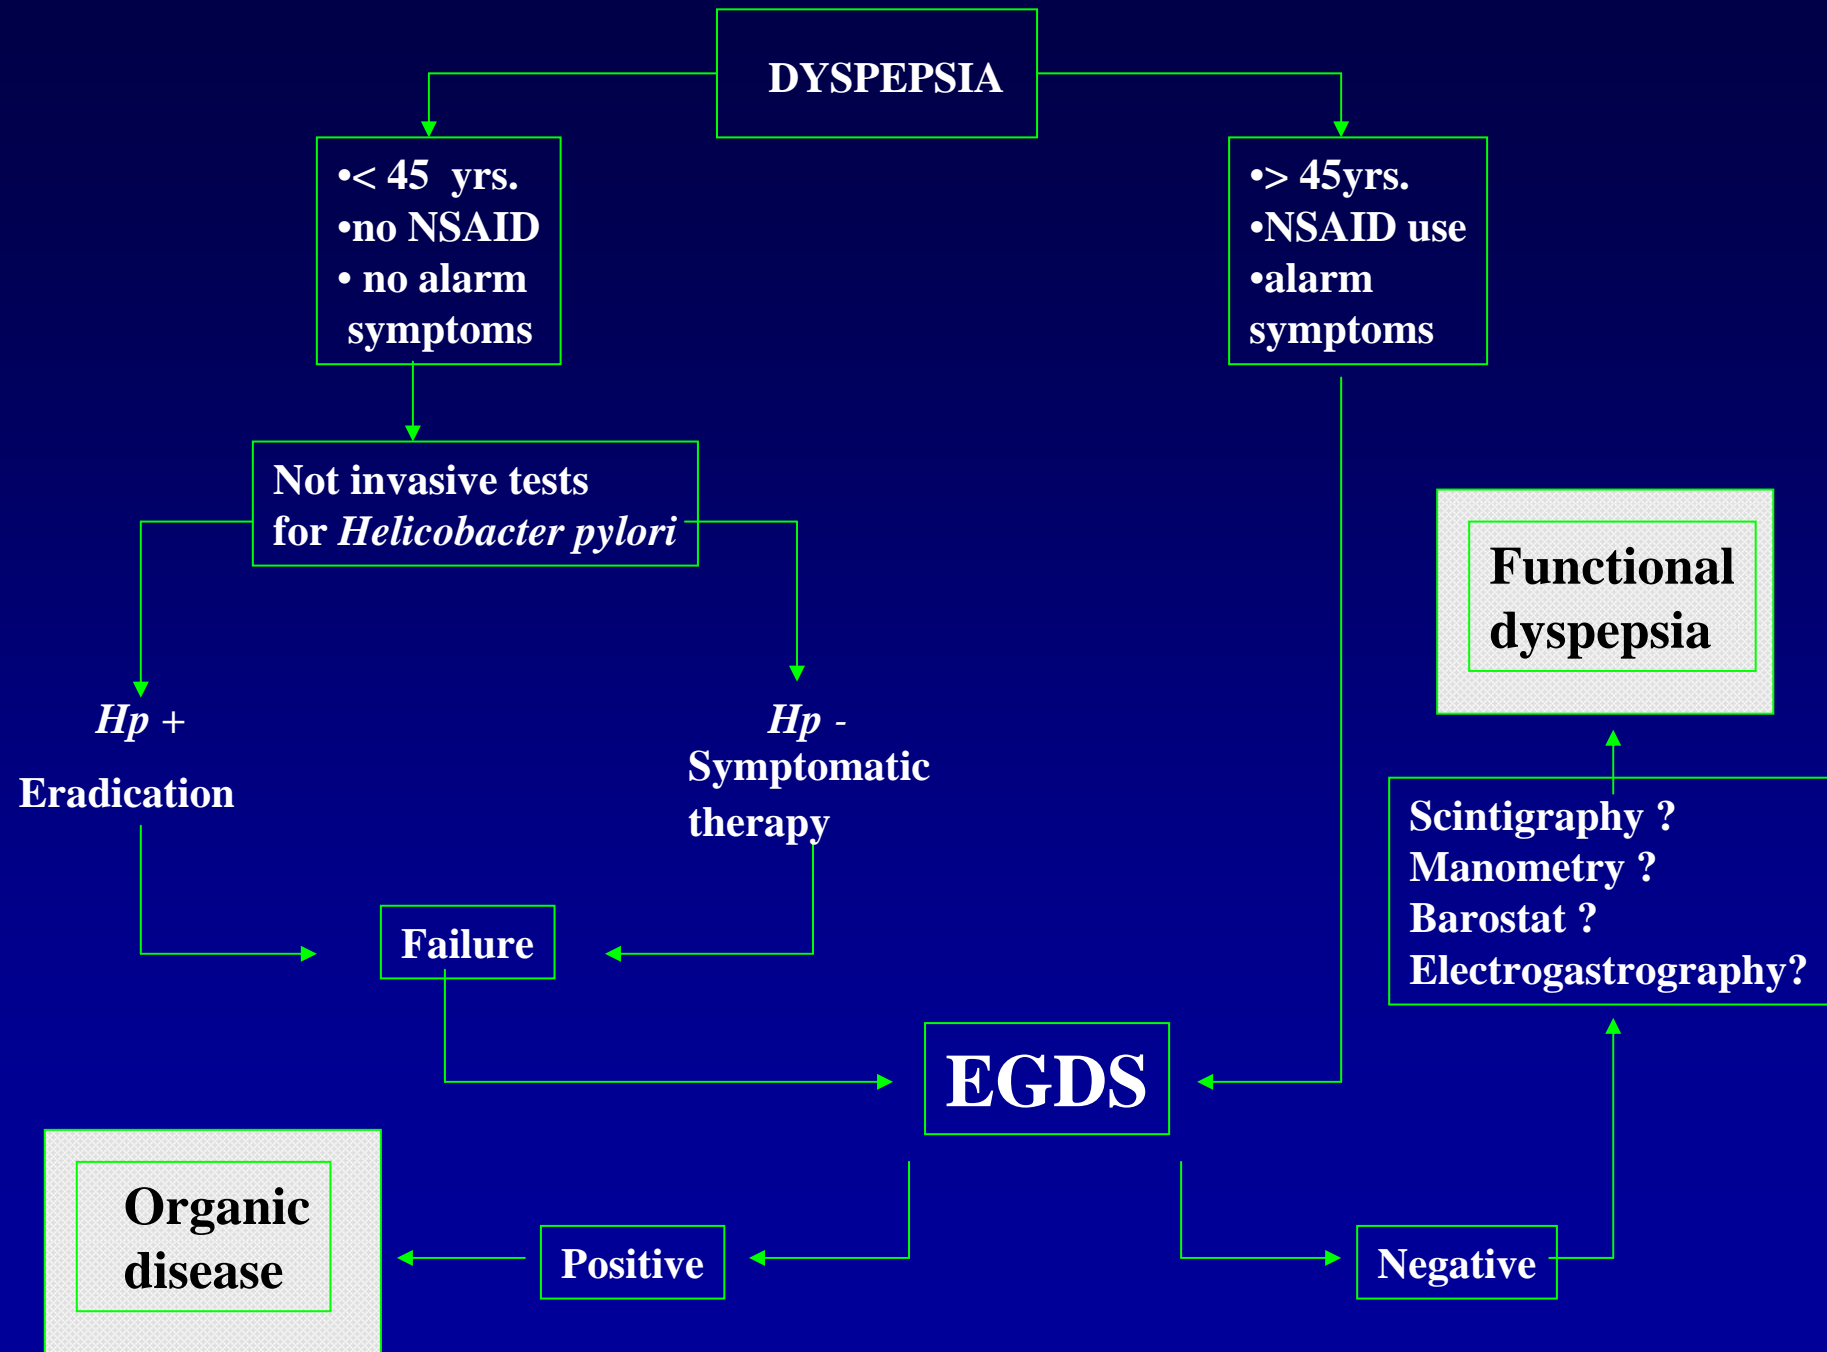 DYSPEPSIA
•< 45 yrs.
•no NSAID
• no alarm
symptoms
•> 45yrs.
•NSAID use
•alarm
symptoms
Not invasive tests
for Helicobacter pylori
Functional
dyspepsia
Hp +
Eradication
Hp -
Symptomatic
therapy
Scintigraphy ?
Manometry ?
Barostat ?
Electrogastrography?
Failure
EGDS
Organic
disease
Positive
Negative